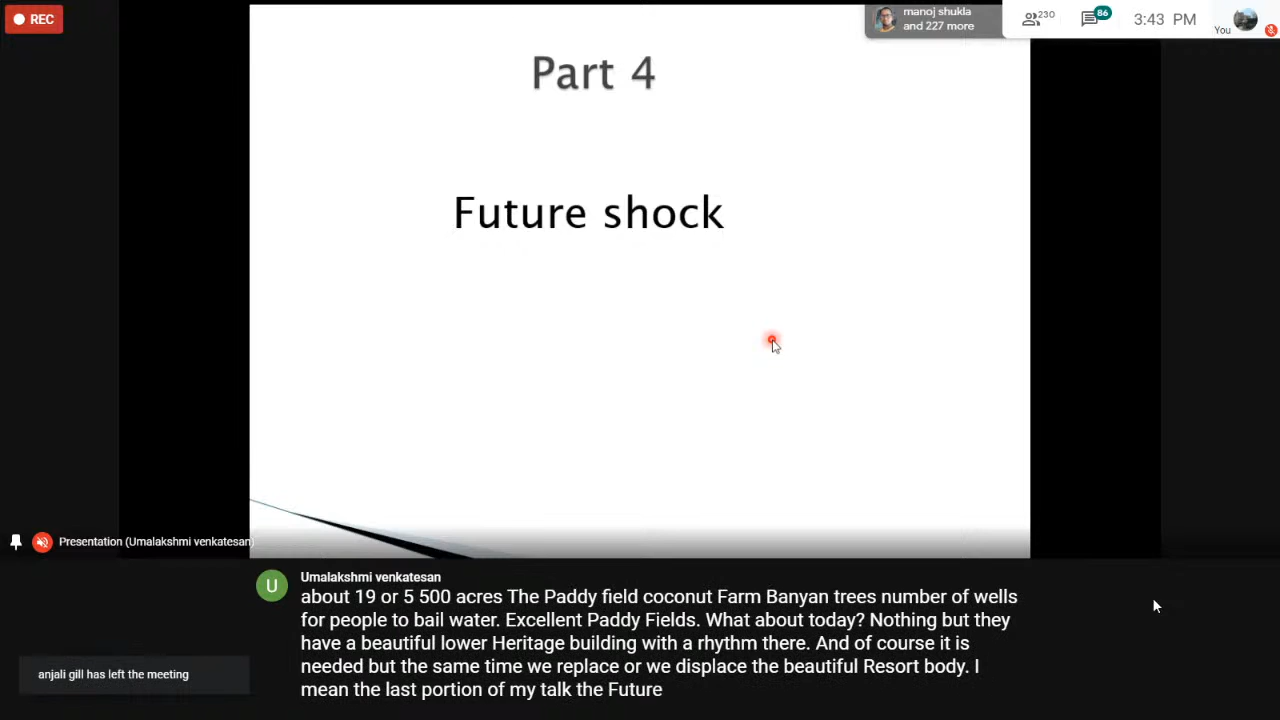 REC
manoj shukla
and 227 more
230
86
3:43 PM
You
Part 4
Future shock
Presentation (Umalakshmi venkatesan)
U
Umalakshmi venkatesan
about 19 or 5 500 acres The Paddy field coconut Farm Banyan trees number of wells
for people to bail water. Excellent Paddy Fields. What about today? Nothing but they
have a beautiful lower Heritage building with a rhythm there. And of course it is
needed but the same time we replace or we displace the beautiful Resort body. I
mean the last portion of my talk the Future
anjali gill has left the meeting